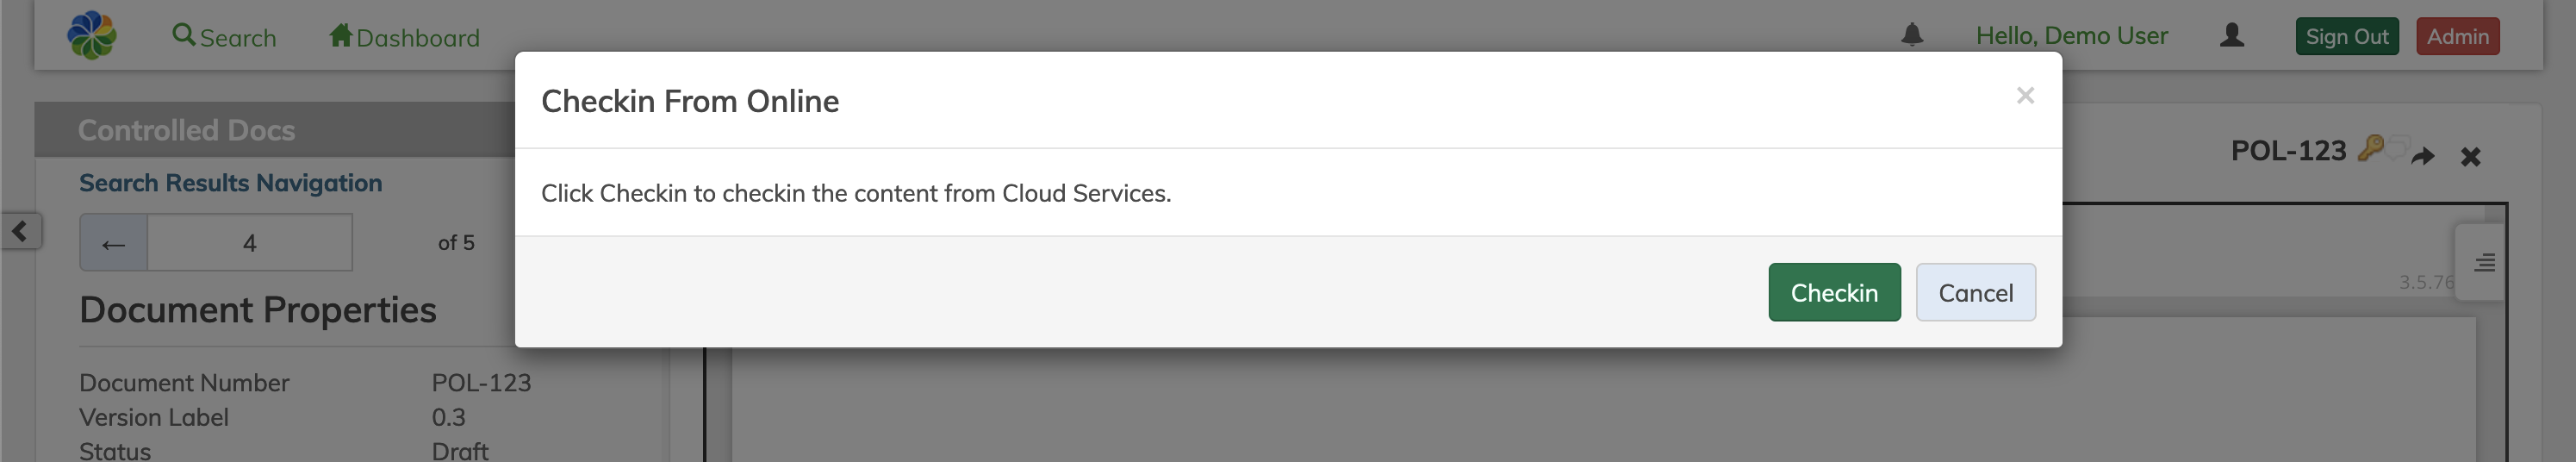 Search Dashboard Hello, Demo User Sign Out Admin
Checkin From Online ×
Click Checkin to checkin the content from Cloud Services.
Checkin Cancel
Controlled Docs
Search Results Navigation
← 4 of 5
Document Properties
Document Number POL-123
Version Label 0.3
Status Draft
POL-123
3.5.76